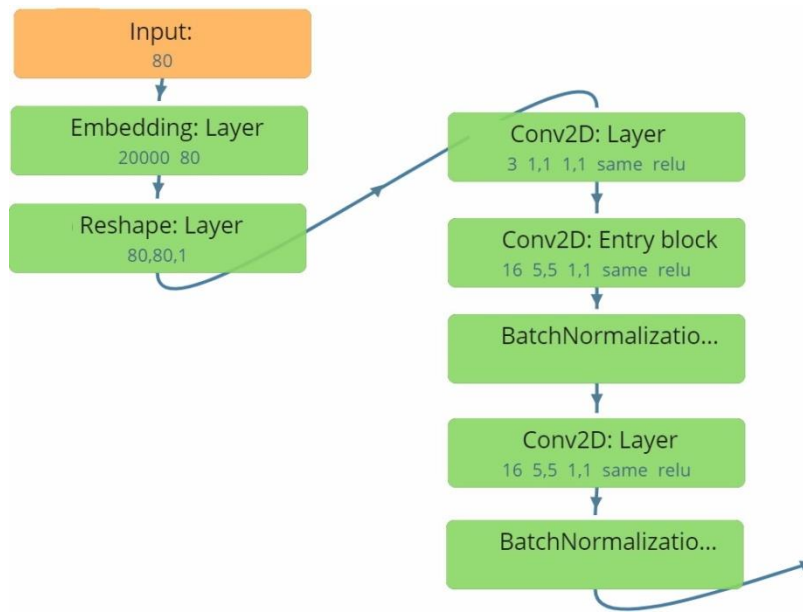 Input:
80
Embedding: Layer
20000 80
Reshape: Layer
80,80,1
Conv2D: Layer
3 1,1 1,1 same relu
Conv2D: Entry block
16 5,5 1,1 same relu
BatchNormalizatio...
Conv2D: Layer
16 5,5 1,1 same relu
BatchNormalizatio...